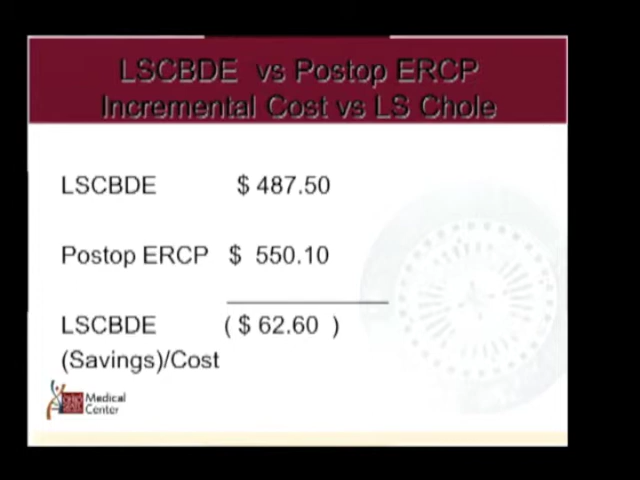 LSCBDE vs Postop ERCP
Incremental Cost vs LS Chole
LSCBDE $ 487.50
Postop ERCP $ 550.10
LSCBDE ( $ 62.60 )
(Savings)/Cost
Medical
Center